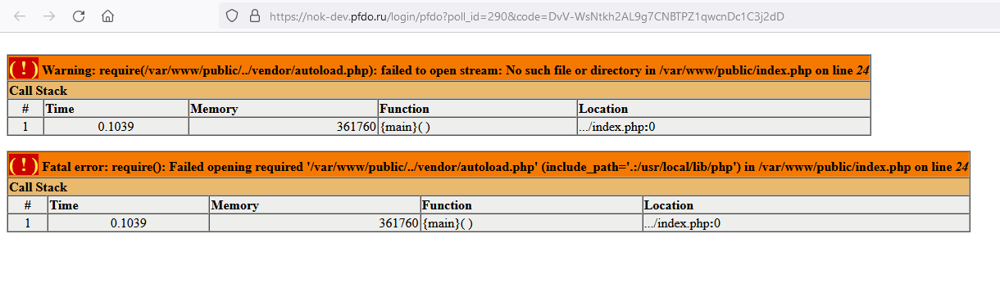 https://nok-dev.pfdo.ru/login/pfdo?poll_id=290&code=DvV-WsNtkh2AL9g7CNBTPZ1qwcnDc1C3j2dD
( ! ) Warning: require(/var/www/public/../vendor/autoload.php): failed to open stream: No such file or directory in /var/www/public/index.php on line 24
Call Stack
# Time Memory Function Location
1 0.1039 361760 {main}( ) .../index.php:0
( ! ) Fatal error: require(): Failed opening required '/var/www/public/../vendor/autoload.php' (include_path='.:/usr/local/lib/php') in /var/www/public/index.php on line 24
Call Stack
# Time Memory Function Location
1 0.1039 361760 {main}( ) .../index.php:0